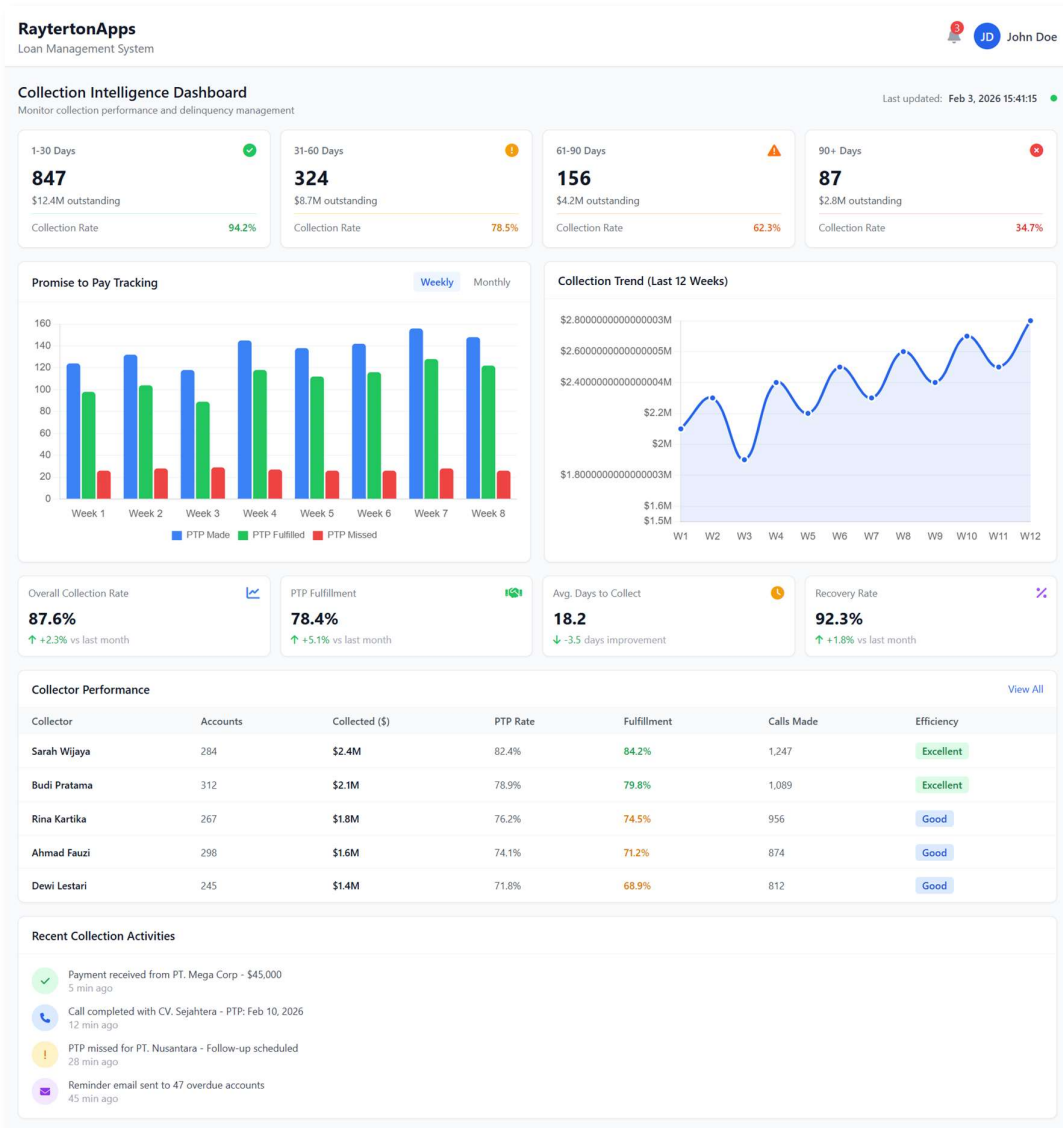 RaytertonApps
Loan Management System
3
JD
John Doe
Collection Intelligence Dashboard
Monitor collection performance and delinquency management
Last updated: Feb 3, 2026 15:41:15
1-30 Days
847
$12.4M outstanding
Collection Rate 94.2%
31-60 Days
324
$8.7M outstanding
Collection Rate 78.5%
61-90 Days
156
$4.2M outstanding
Collection Rate 62.3%
90+ Days
87
$2.8M outstanding
Collection Rate 34.7%
Promise to Pay Tracking
Weekly Monthly
160
140
120
100
80
60
40
20
0
Week 1 Week 2 Week 3 Week 4 Week 5 Week 6 Week 7 Week 8
PTP Made PTP Fulfilled PTP Missed
Collection Trend (Last 12 Weeks)
$2.8000000000000003M
$2.6000000000000005M
$2.4000000000000004M
$2.2M
$2M
$1.8000000000000003M
$1.6M
$1.5M
W1 W2 W3 W4 W5 W6 W7 W8 W9 W10 W11 W12
Overall Collection Rate
87.6%
↑ +2.3% vs last month
PTP Fulfillment
78.4%
↑ +5.1% vs last month
Avg. Days to Collect
18.2
↓ -3.5 days improvement
Recovery Rate
92.3%
↑ +1.8% vs last month
Collector Performance
View All
Collector Accounts Collected ($) PTP Rate Fulfillment Calls Made Efficiency
Sarah Wijaya 284 $2.4M 82.4% 84.2% 1,247 Excellent
Budi Pratama 312 $2.1M 78.9% 79.8% 1,089 Excellent
Rina Kartika 267 $1.8M 76.2% 74.5% 956 Good
Ahmad Fauzi 298 $1.6M 74.1% 71.2% 874 Good
Dewi Lestari 245 $1.4M 71.8% 68.9% 812 Good
Recent Collection Activities
Payment received from PT. Mega Corp - $45,000
5 min ago
Call completed with CV. Sejahtera - PTP: Feb 10, 2026
12 min ago
PTP missed for PT. Nusantara - Follow-up scheduled
28 min ago
Reminder email sent to 47 overdue accounts
45 min ago